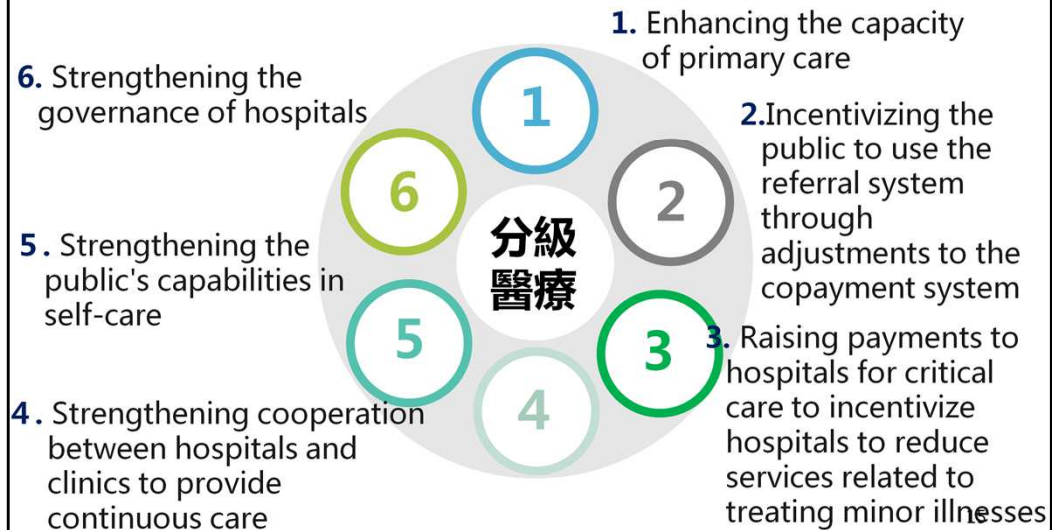 1. Enhancing the capacity
of primary care
2.Incentivizing the
public to use the
referral system
through
adjustments to the
copayment system
3. Raising payments to
hospitals for critical
care to incentivize
hospitals to reduce
services related to
treating minor illnesses
4. Strengthening cooperation
between hospitals and
clinics to provide
continuous care
5. Strengthening the
public's capabilities in
self-care
6. Strengthening the
governance of hospitals
1
2
3
4
5
6
分級
醫療